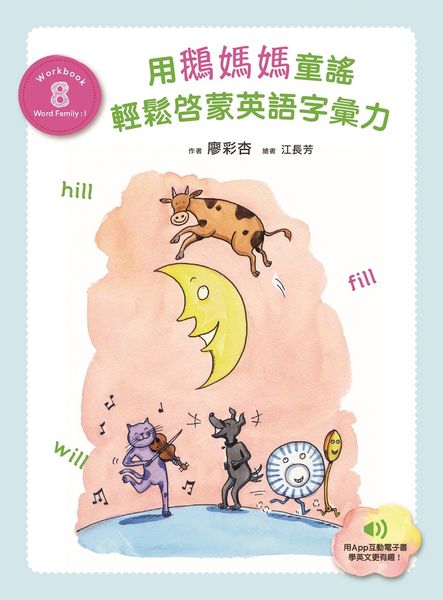 Workbook
8
Word Family : I
用鵝媽媽童謠
輕鬆啓蒙英語字彙力
作者 廖彩杏 繪者 江長芳
hill
fill
will
用App互動電子書
學英文更有趣！